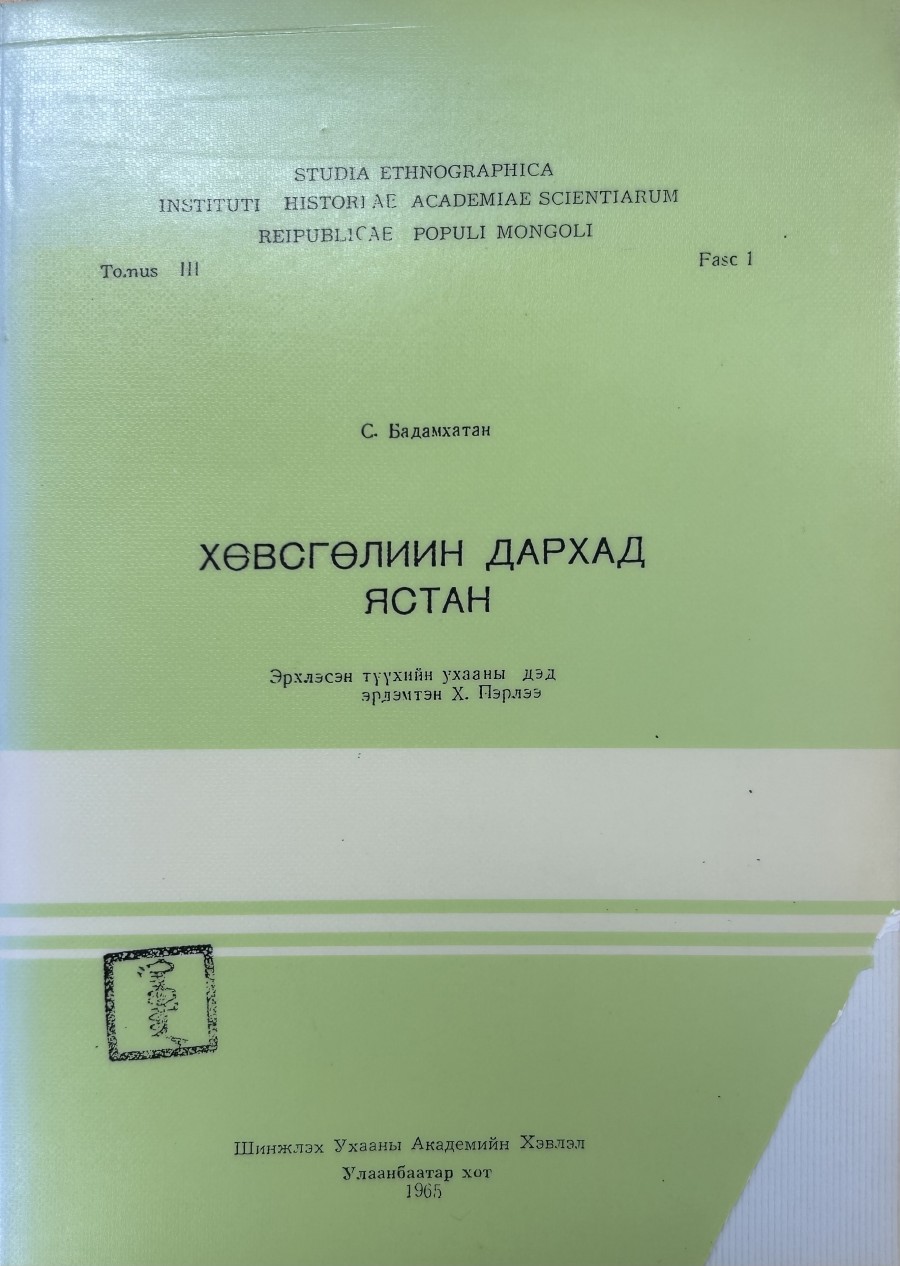 STUDIA ETHNOGRAPHICA
INSTITUTI HISTORIAE ACADEMIAE SCIENTIARUM
REIPUBLICAE POPULI MONGOLI
Tomus III Fasc 1
С. Бадамхатан
ХӨВСГӨЛИИН ДАРХАД
ЯСТАН
Эрхлэсэн түүхийн ухааны дэд
эрдэмтэн Х. Пэрлээ
Шинжлэх Ухааны Академийн Хэвлэл
Улаанбаатар хот
1965